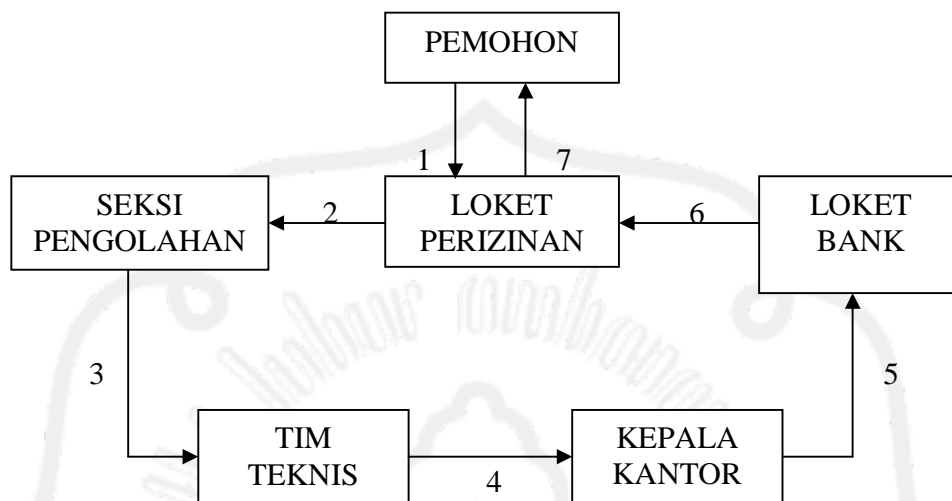 PEMOHON
1 7
SEKSI
PENGOLAHAN
2
LOKET
PERIZINAN
6
LOKET
BANK
3
5
TIM
TEKNIS
4
KEPALA
KANTOR